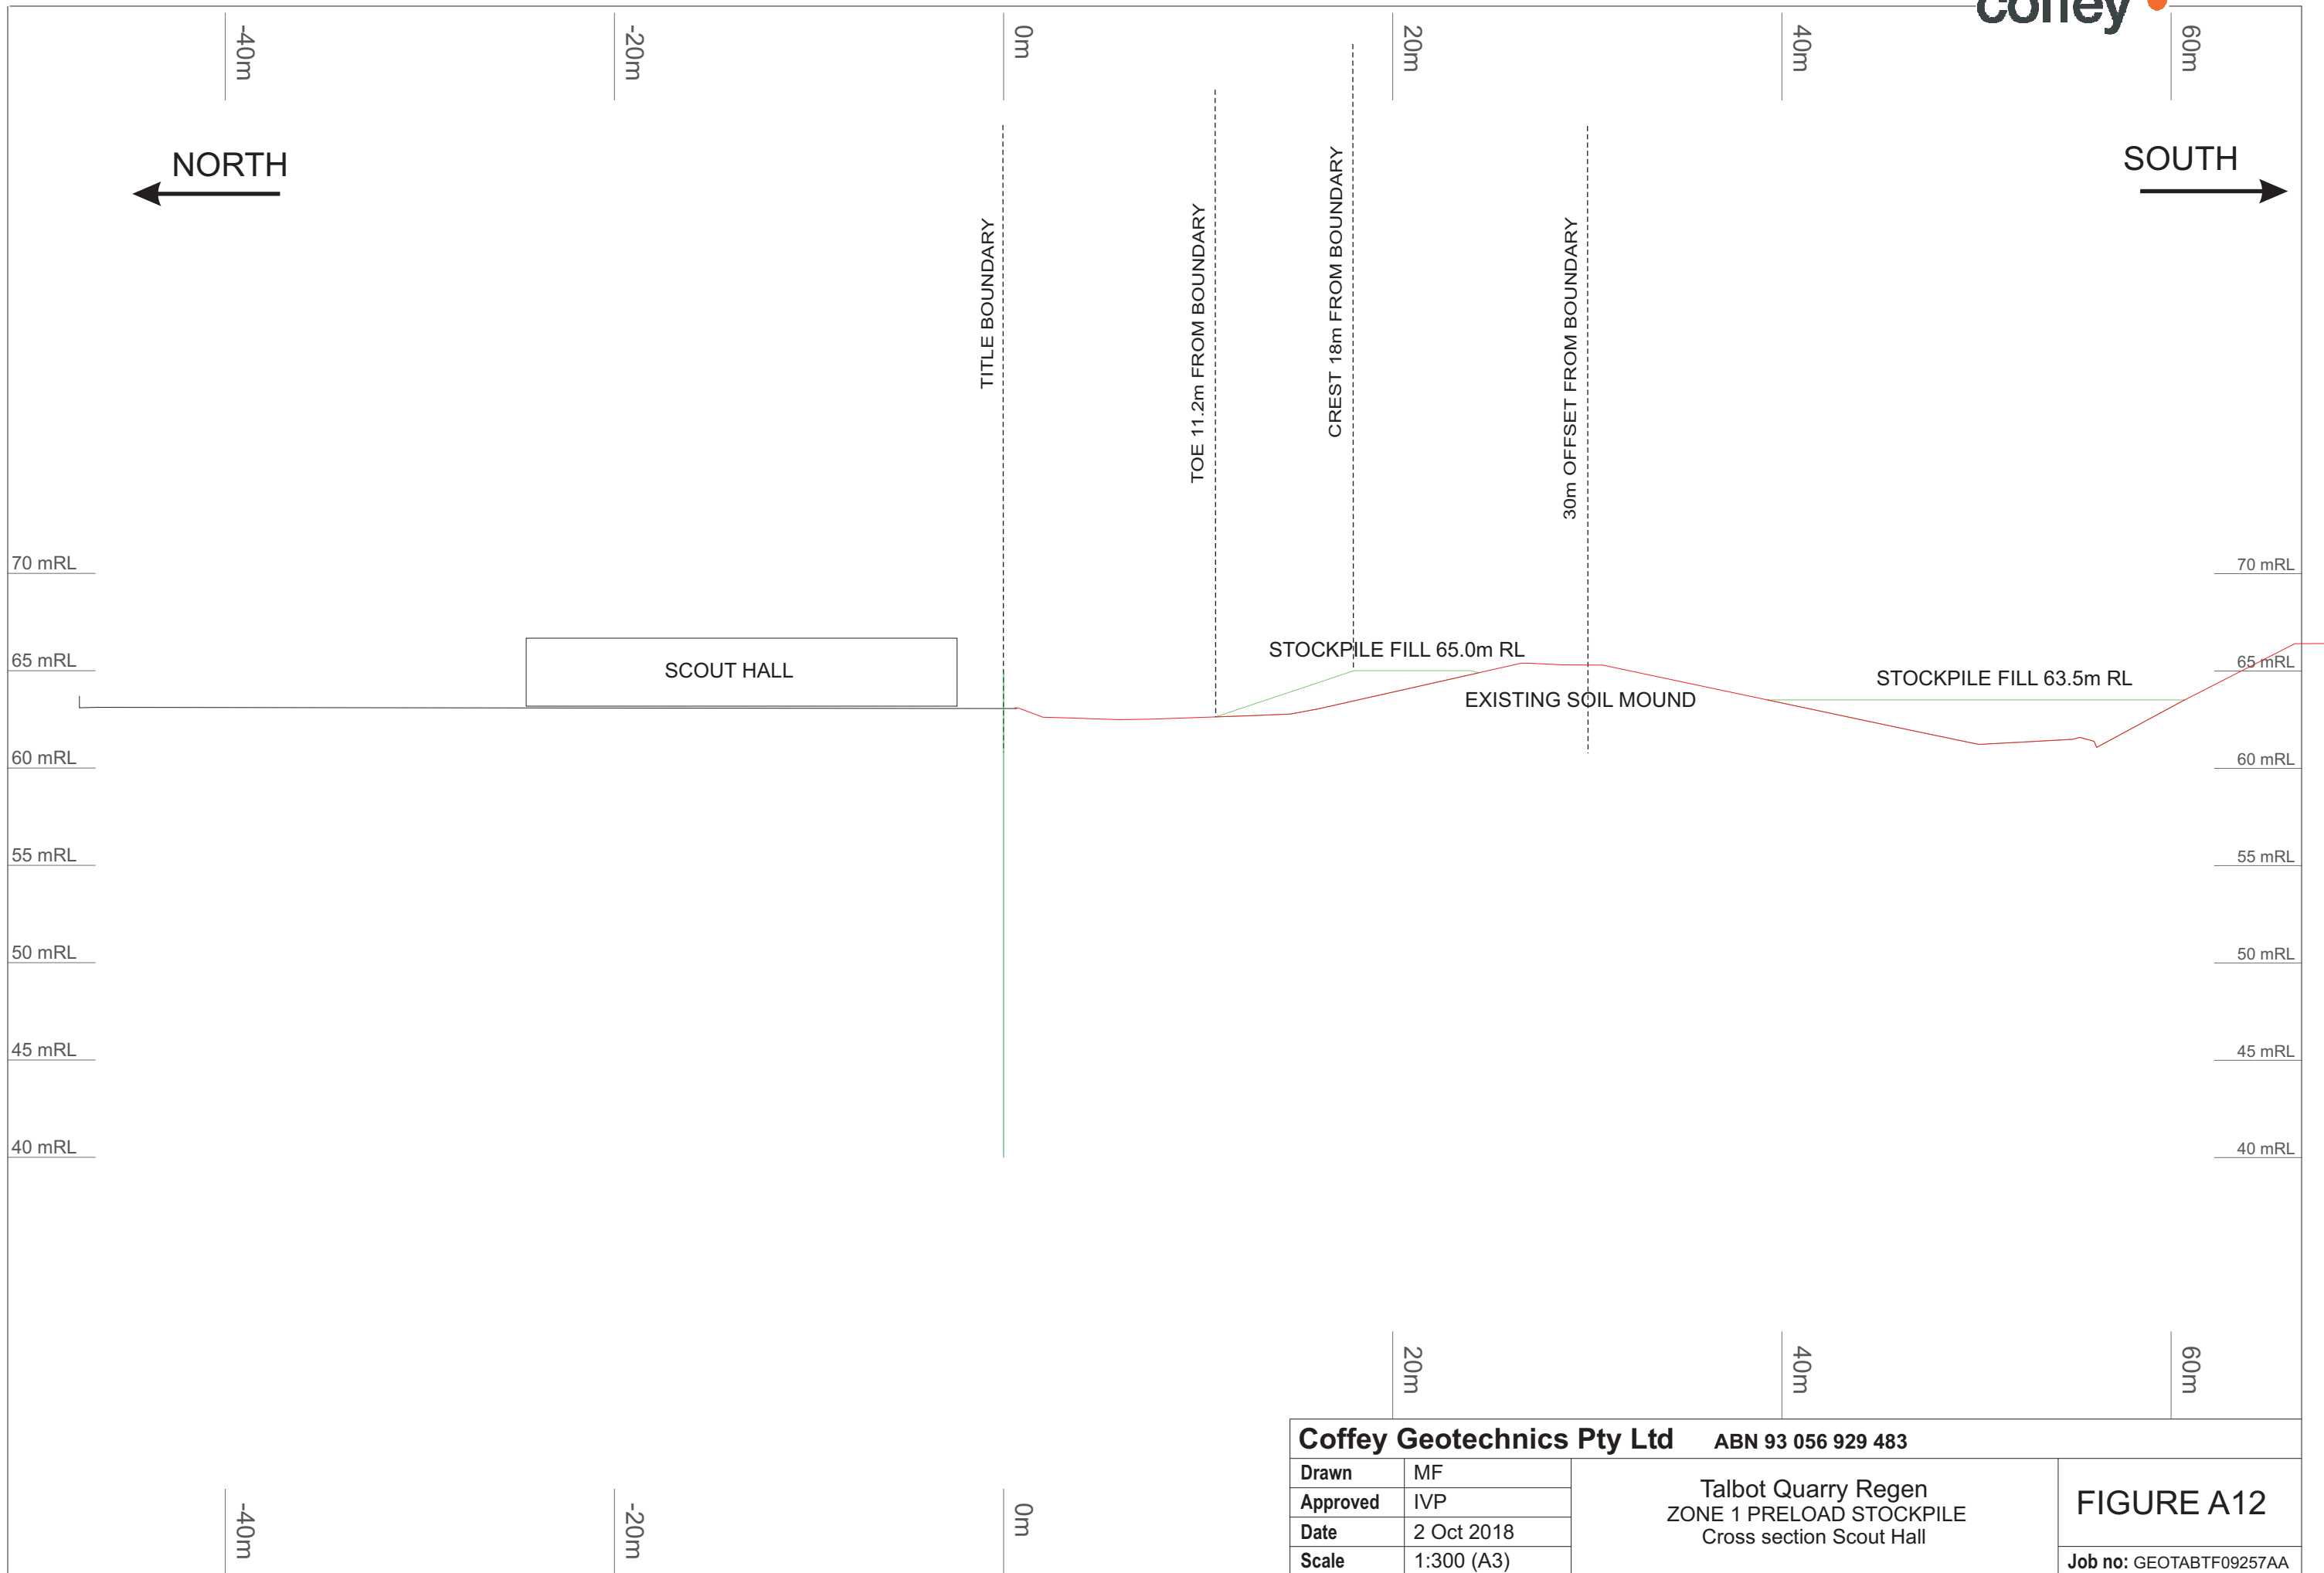 coffey
-40m
-20m
0m
20m
40m
60m
NORTH
SOUTH
TITLE BOUNDARY
TOE 11.2m FROM BOUNDARY
CREST 18m FROM BOUNDARY
30m OFFSET FROM BOUNDARY
70 mRL
70 mRL
STOCKPILE FILL 65.0m RL
65 mRL
SCOUT HALL
65 mRL
STOCKPILE FILL 63.5m RL
EXISTING SOIL MOUND
60 mRL
60 mRL
55 mRL
55 mRL
50 mRL
50 mRL
45 mRL
45 mRL
40 mRL
40 mRL
20m
40m
60m
-40m
-20m
0m
Coffey Geotechnics Pty Ltd ABN 93 056 929 483
Drawn MF
Approved IVP
Date 2 Oct 2018
Scale 1:300 (A3)
Talbot Quarry Regen
ZONE 1 PRELOAD STOCKPILE
Cross section Scout Hall
FIGURE A12
Job no: GEOTABTF09257AA